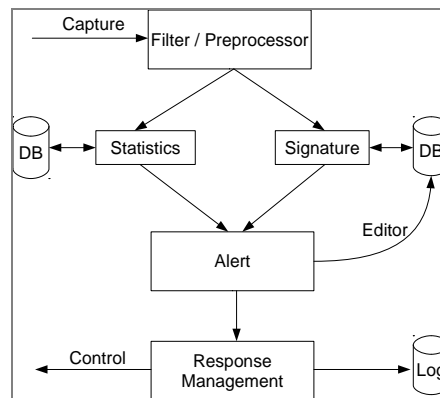 Capture
Filter / Preprocessor
DB
Statistics
Signature
DB
Editor
Alert
Control
Response
Management
Log